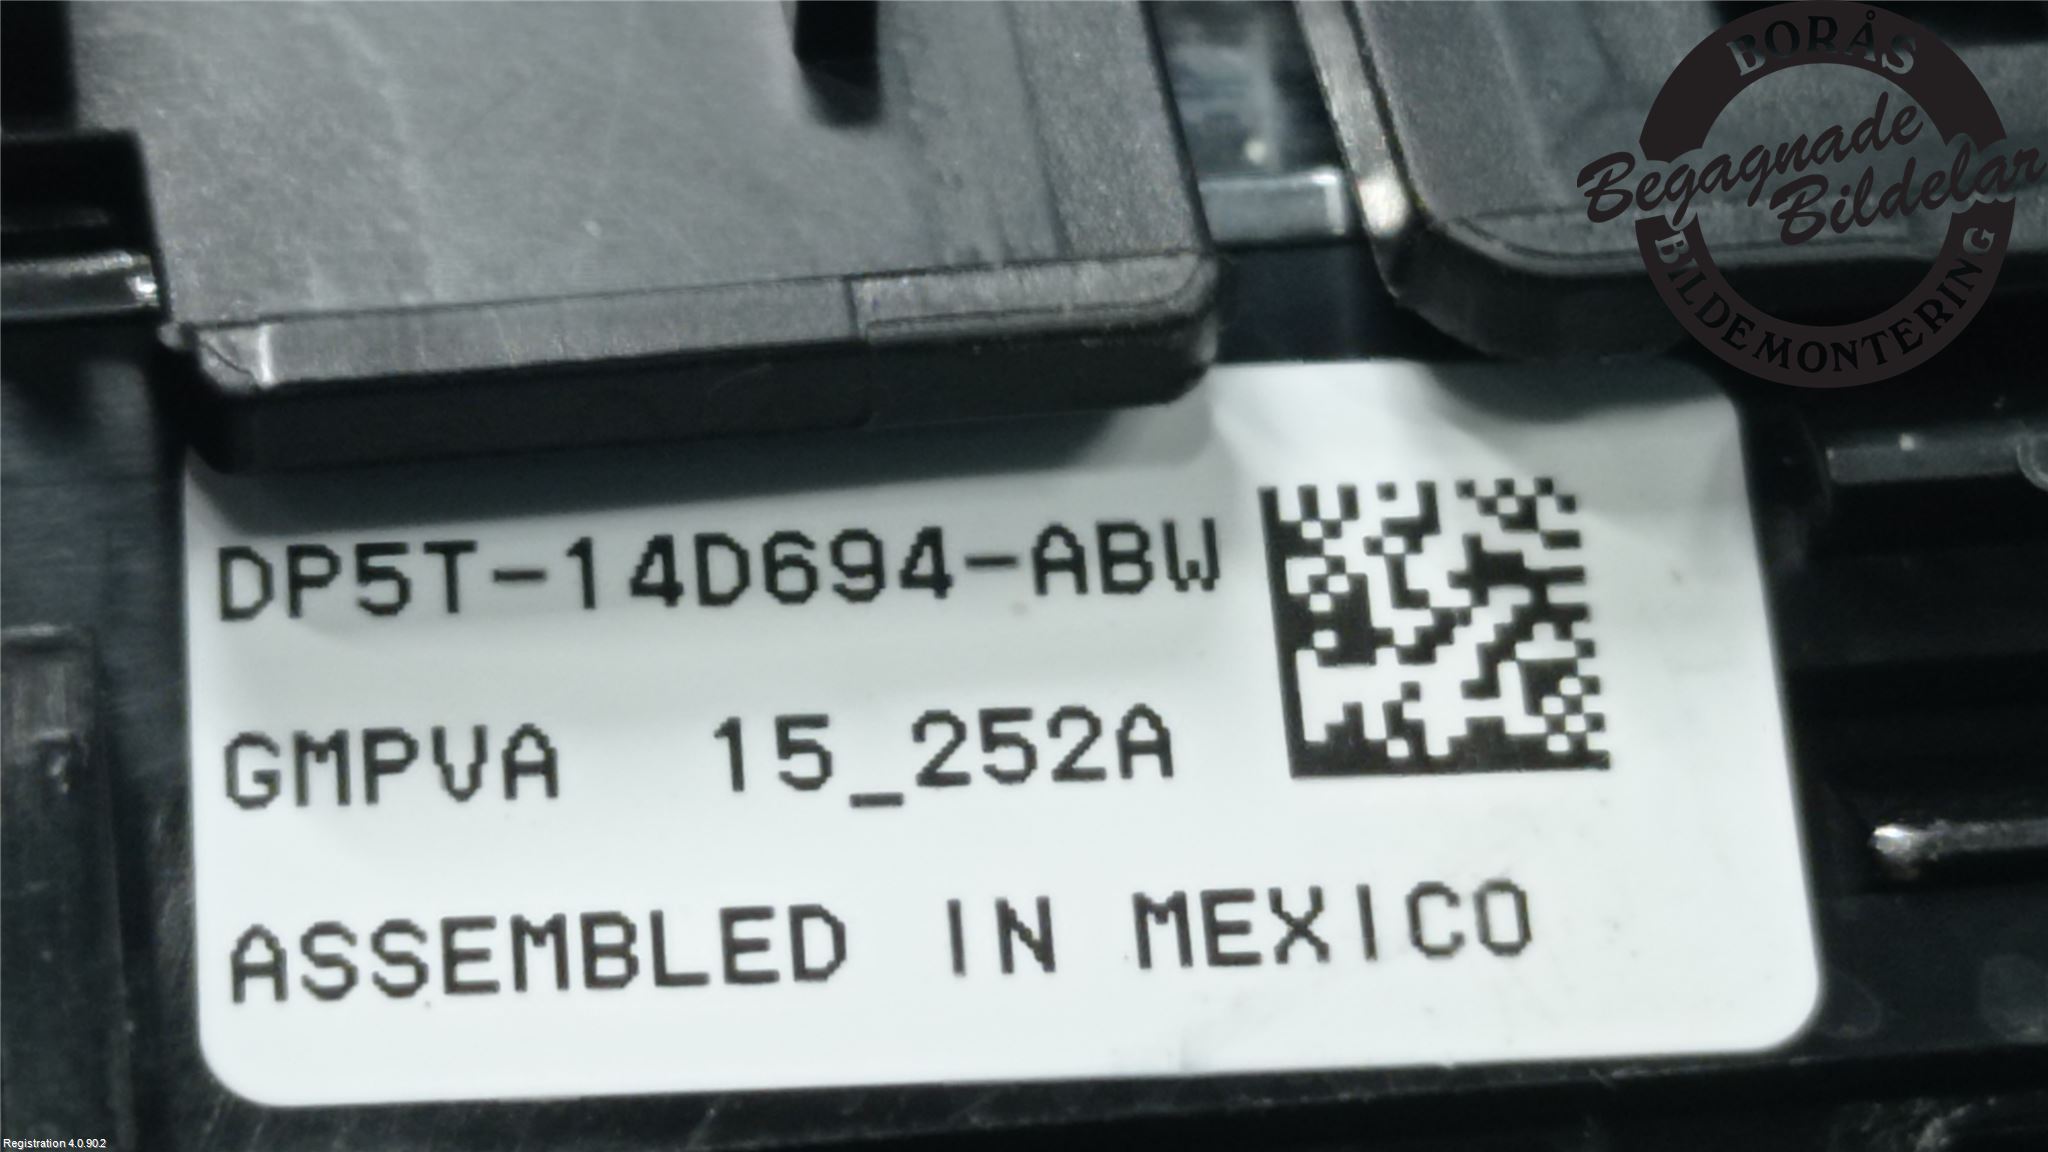 BORÅS
Begagnade
Bildelar
BILDEMONTERING
DP5T-14D694-ABW
GMPVA 15_252A
ASSEMBLED IN MEXICO
Registration 4.0.90.2